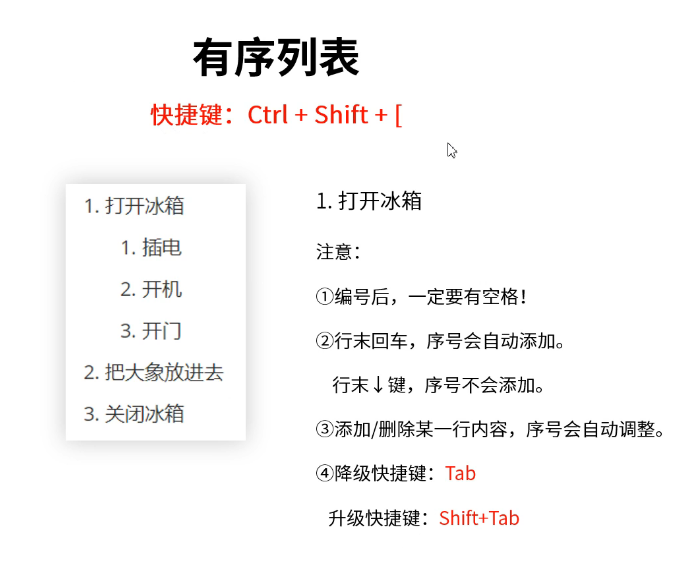 有序列表
快捷键：Ctrl + Shift + [
1. 打开冰箱
1. 插电
2. 开机
3. 开门
2. 把大象放进去
3. 关闭冰箱
1. 打开冰箱
注意：
①编号后，一定要有空格！
②行末回车，序号会自动添加。
行末↓键，序号不会添加。
③添加/删除某一行内容，序号会自动调整。
④降级快捷键：Tab
升级快捷键：Shift+Tab